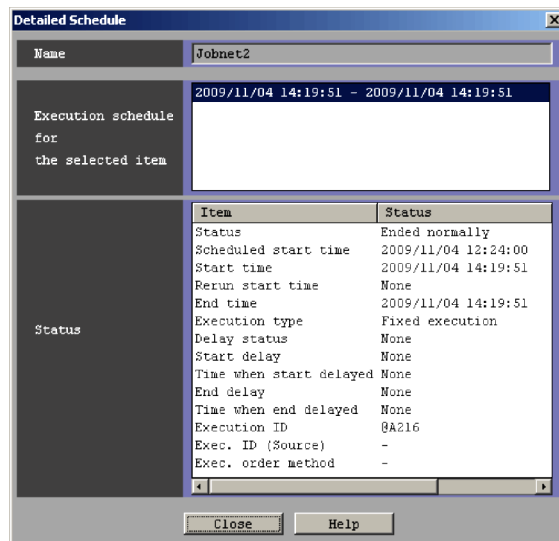 Detailed Schedule
Name
Jobnet2
Execution schedule
for
the selected item
2009/11/04 14:19:51 - 2009/11/04 14:19:51
Status
Item Status
Status Ended normally
Scheduled start time 2009/11/04 12:24:00
Start time 2009/11/04 14:19:51
Rerun start time None
End time 2009/11/04 14:19:51
Execution type Fixed execution
Delay status None
Start delay None
Time when start delayed None
End delay None
Time when end delayed None
Execution ID @A216
Exec. ID (Source) -
Exec. order method -
Close Help